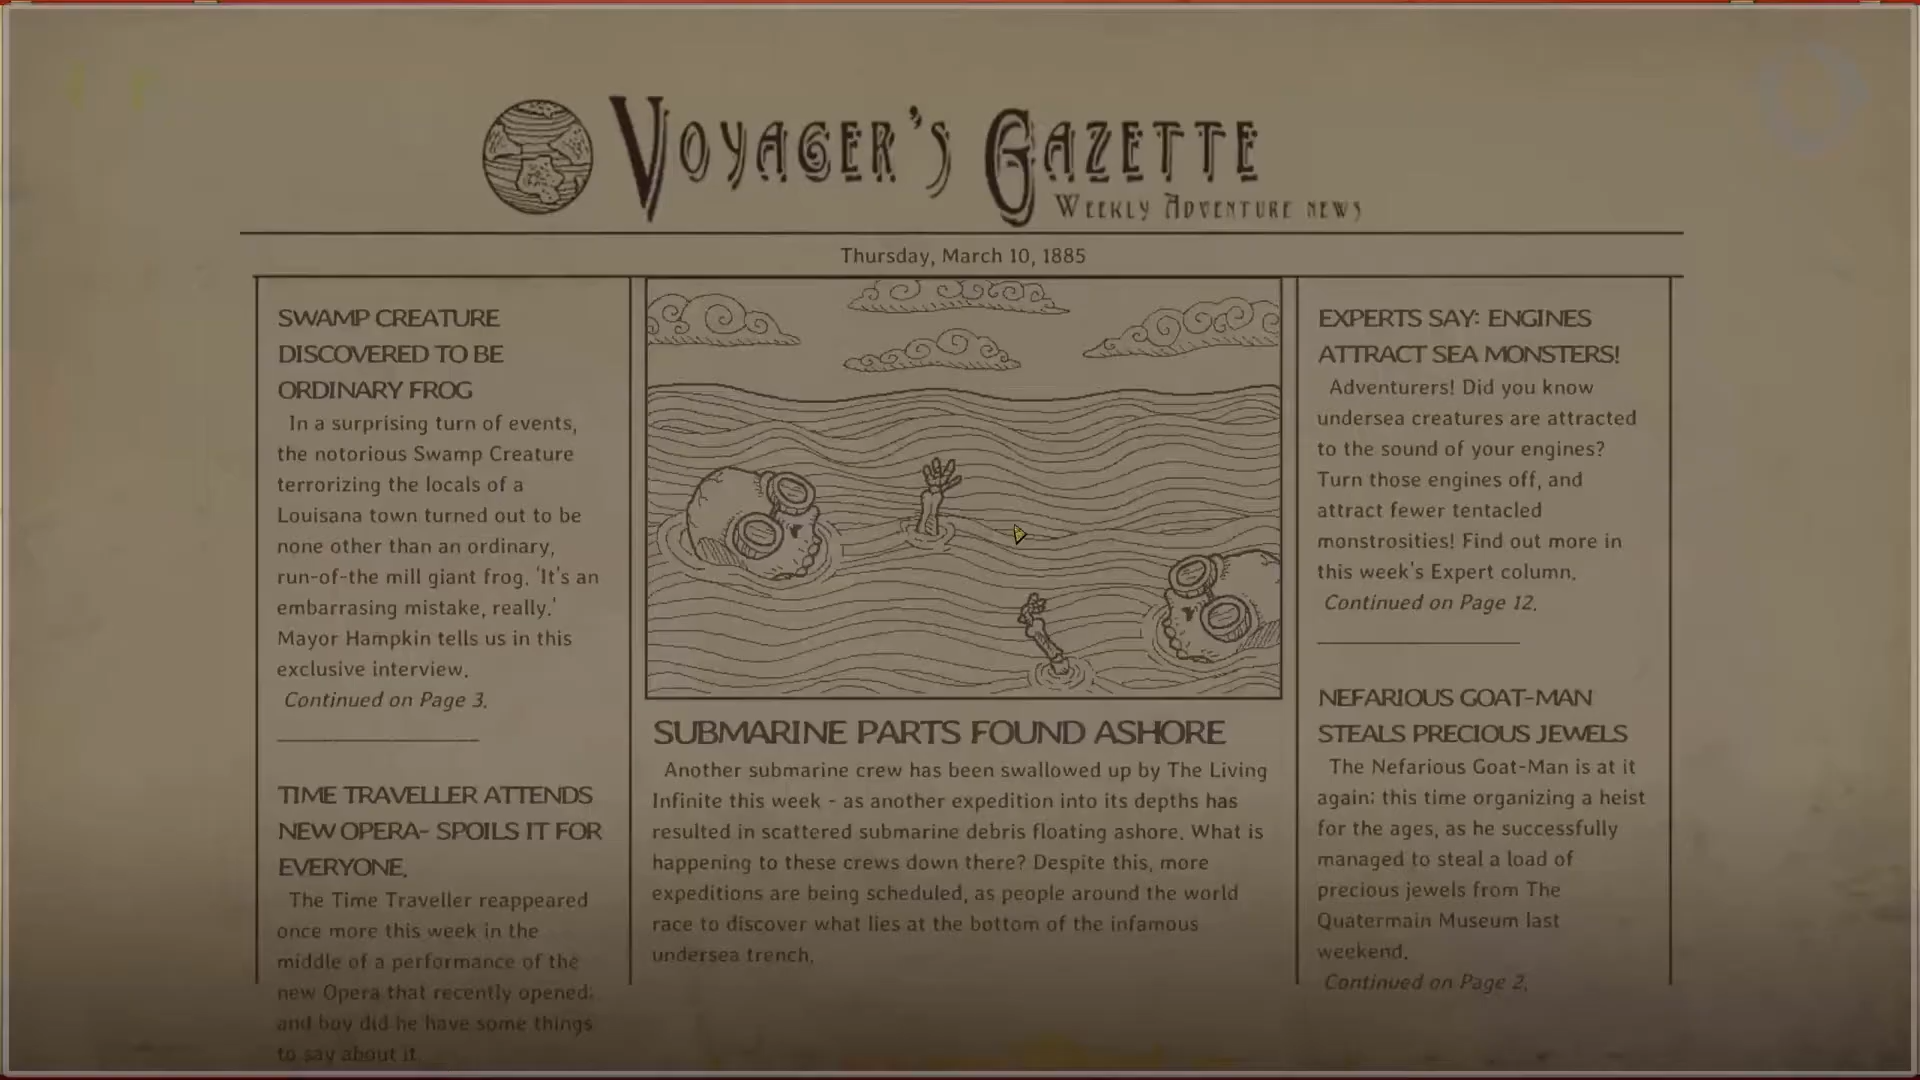 VOYAGER'S GAZETTE
WEEKLY ADVENTURE NEWS
Thursday, March 10, 1885
SWAMP CREATURE
DISCOVERED TO BE
ORDINARY FROG
In a surprising turn of events,
the notorious Swamp Creature
terrorizing the locals of a
Louisana town turned out to be
none other than an ordinary,
run-of-the mill giant frog. 'It's an
embarrasing mistake, really.'
Mayor Hampkin tells us in this
exclusive interview.
Continued on Page 3.
TIME TRAVELLER ATTENDS
NEW OPERA- SPOILS IT FOR
EVERYONE.
The Time Traveller reappeared
once more this week in the
middle of a performance of the
new Opera that recently opened;
and boy did he have some things
to say about it.
SUBMARINE PARTS FOUND ASHORE
Another submarine crew has been swallowed up by The Living
Infinite this week - as another expedition into its depths has
resulted in scattered submarine debris floating ashore. What is
happening to these crews down there? Despite this, more
expeditions are being scheduled, as people around the world
race to discover what lies at the bottom of the infamous
undersea trench.
EXPERTS SAY: ENGINES
ATTRACT SEA MONSTERS!
Adventurers! Did you know
undersea creatures are attracted
to the sound of your engines?
Turn those engines off, and
attract fewer tentacled
monstrosities! Find out more in
this week's Expert column.
Continued on Page 12.
NEFARIOUS GOAT-MAN
STEALS PRECIOUS JEWELS
The Nefarious Goat-Man is at it
again; this time organizing a heist
for the ages, as he successfully
managed to steal a load of
precious jewels from The
Quatermain Museum last
weekend.
Continued on Page 2.